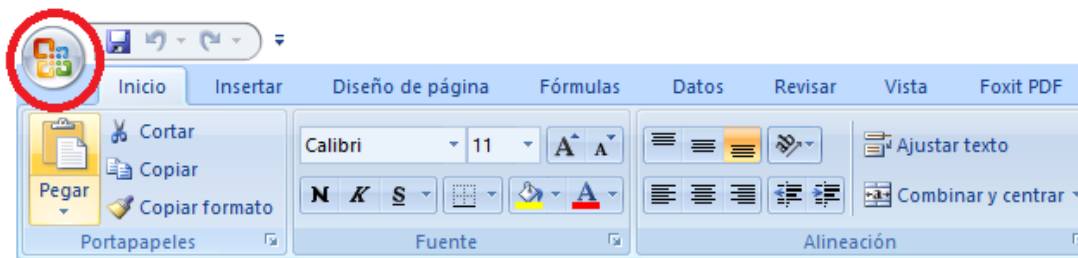 Inicio Insertar Diseño de página Fórmulas Datos Revisar Vista Foxit PDF
Cortar
Calibri 11 A A Ajustar texto
Copiar
Pegar N K S A Combinar y centrar
Copiar formato
Portapapeles Fuente Alineación